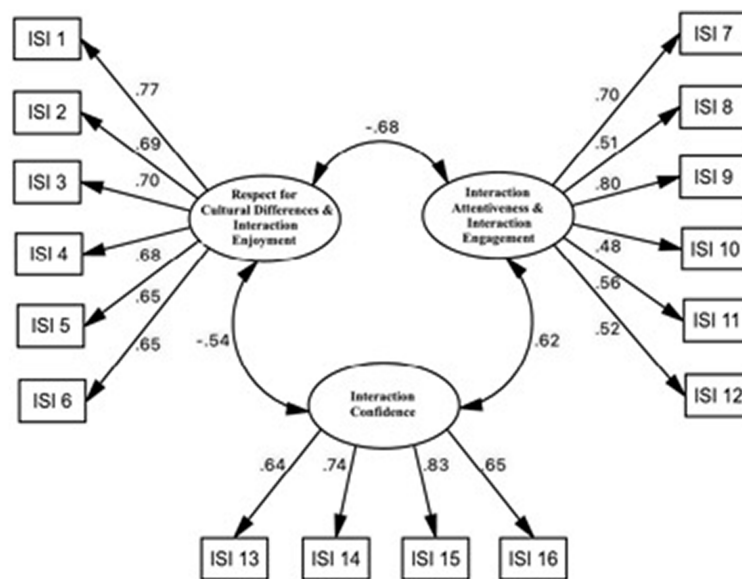 ISI 1
ISI 2
ISI 3
ISI 4
ISI 5
ISI 6
.77
.69
.70
.68
.65
.65
Respect for
Cultural Differences &
Interaction
Enjoyment
-.68
Interaction
Attentiveness &
Interaction
Engagement
.70
.51
.80
.48
.56
.52
ISI 7
ISI 8
ISI 9
ISI 10
ISI 11
ISI 12
-.54
.62
Interaction
Confidence
.64
.74
.83
.65
ISI 13
ISI 14
ISI 15
ISI 16